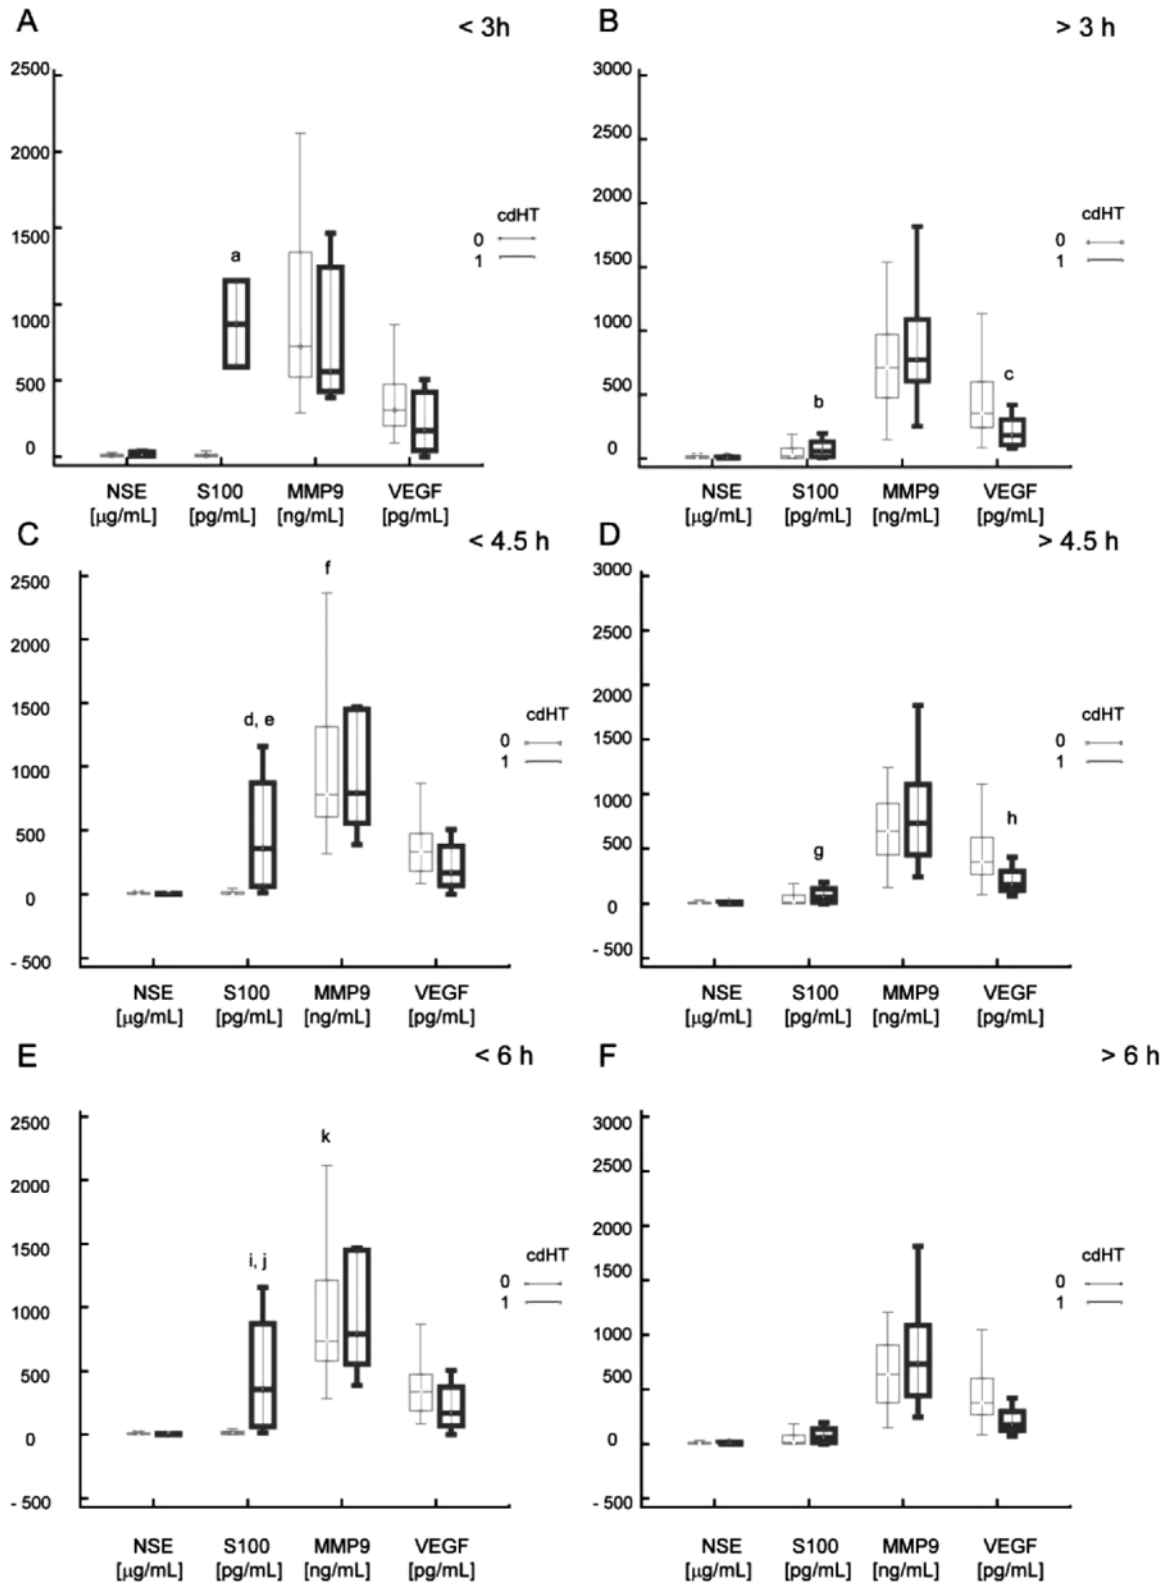 A
< 3h
2500
2000
1500
1000
500
0
a
cdHT
0
1
NSE S100 MMP9 VEGF
[µg/mL] [pg/mL] [ng/mL] [pg/mL]
B
> 3 h
3000
2500
2000
1500
1000
500
0
b
c
cdHT
0
1
NSE S100 MMP9 VEGF
[µg/mL] [pg/mL] [ng/mL] [pg/mL]
C
< 4.5 h
2500
2000
1500
1000
500
0
- 500
d, e
f
cdHT
0
1
NSE S100 MMP9 VEGF
[µg/mL] [pg/mL] [ng/mL] [pg/mL]
D
> 4.5 h
3000
2500
2000
1500
1000
500
0
- 500
g
h
cdHT
0
1
NSE S100 MMP9 VEGF
[µg/mL] [pg/mL] [ng/mL] [pg/mL]
E
< 6 h
2500
2000
1500
1000
500
0
- 500
i, j
k
cdHT
0
1
NSE S100 MMP9 VEGF
[µg/mL] [pg/mL] [ng/mL] [pg/mL]
F
> 6 h
3000
2500
2000
1500
1000
500
0
- 500
cdHT
0
1
NSE S100 MMP9 VEGF
[µg/mL] [pg/mL] [ng/mL] [pg/mL]